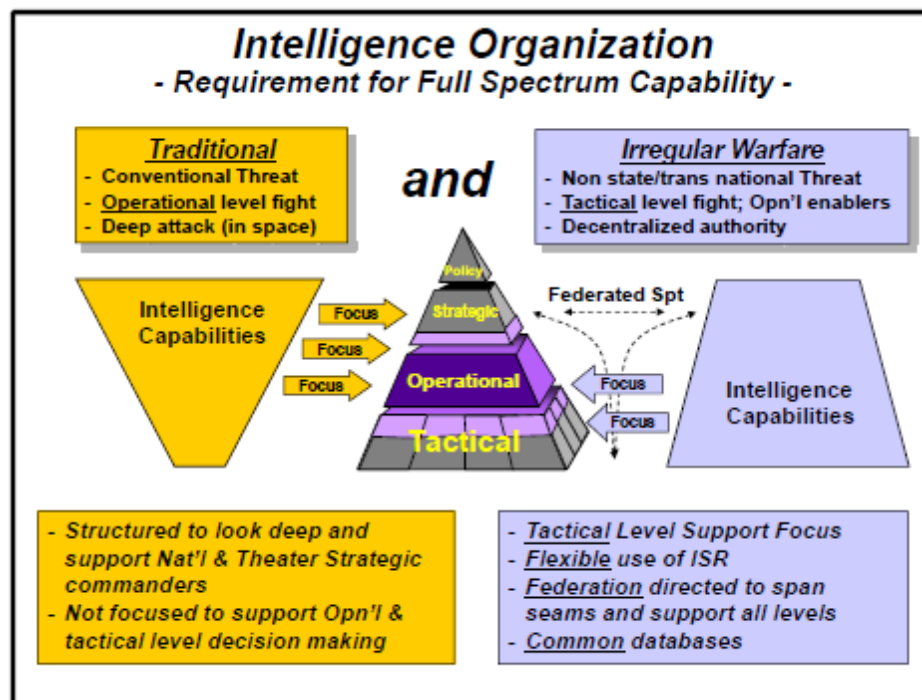 Intelligence Organization
- Requirement for Full Spectrum Capability -
Traditional
- Conventional Threat
- Operational level fight
- Deep attack (in space)
and
Irregular Warfare
- Non state/trans national Threat
- Tactical level fight; Opn'l enablers
- Decentralized authority
Intelligence
Capabilities
Focus
Focus
Focus
Policy
Strategic
Operational
Tactical
Federated Spt
Focus
Focus
Intelligence
Capabilities
- Structured to look deep and
support Nat'l & Theater Strategic
commanders
- Not focused to support Opn'l &
tactical level decision making
- Tactical Level Support Focus
- Flexible use of ISR
- Federation directed to span
seams and support all levels
- Common databases